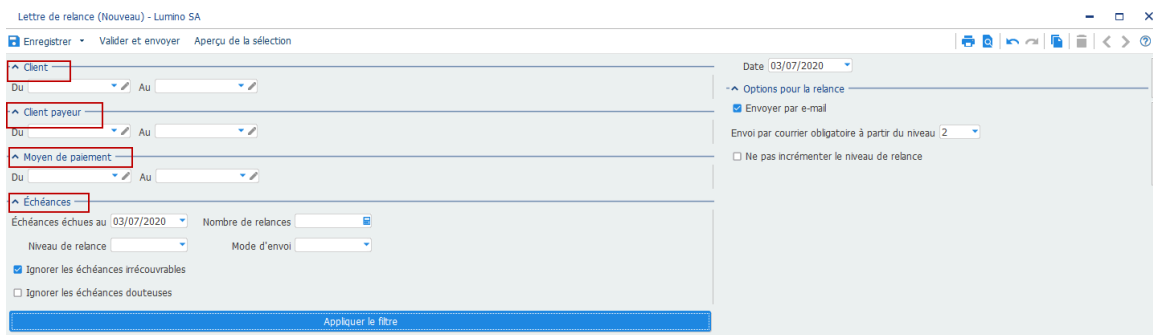 Lettre de relance (Nouveau) - Lumino SA
Enregistrer Valider et envoyer Aperçu de la sélection
Client
Du Au
Client payeur
Du Au
Moyen de paiement
Du Au
Échéances
Échéances échues au 03/07/2020 Nombre de relances
Niveau de relance Mode d'envoi
Ignorer les échéances irrécouvrables
Ignorer les échéances douteuses
Appliquer le filtre
Date 03/07/2020
Options pour la relance
Envoyer par e-mail
Envoi par courrier obligatoire à partir du niveau 2
Ne pas incrémenter le niveau de relance